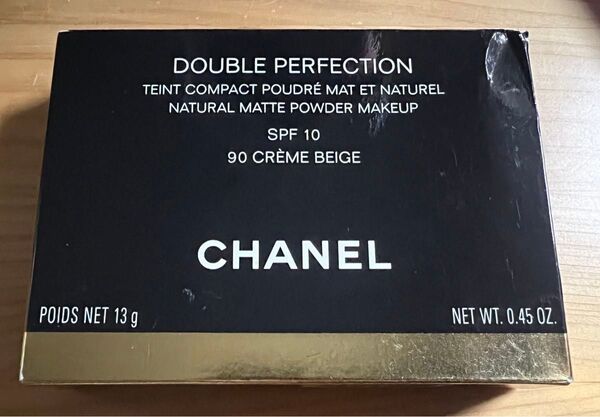 DOUBLE PERFECTION
TEINT COMPACT POUDRÉ MAT ET NATUREL
NATURAL MATTE POWDER MAKEUP
SPF 10
90 CRÈME BEIGE
CHANEL
POIDS NET 13 g NET WT. 0.45 OZ.